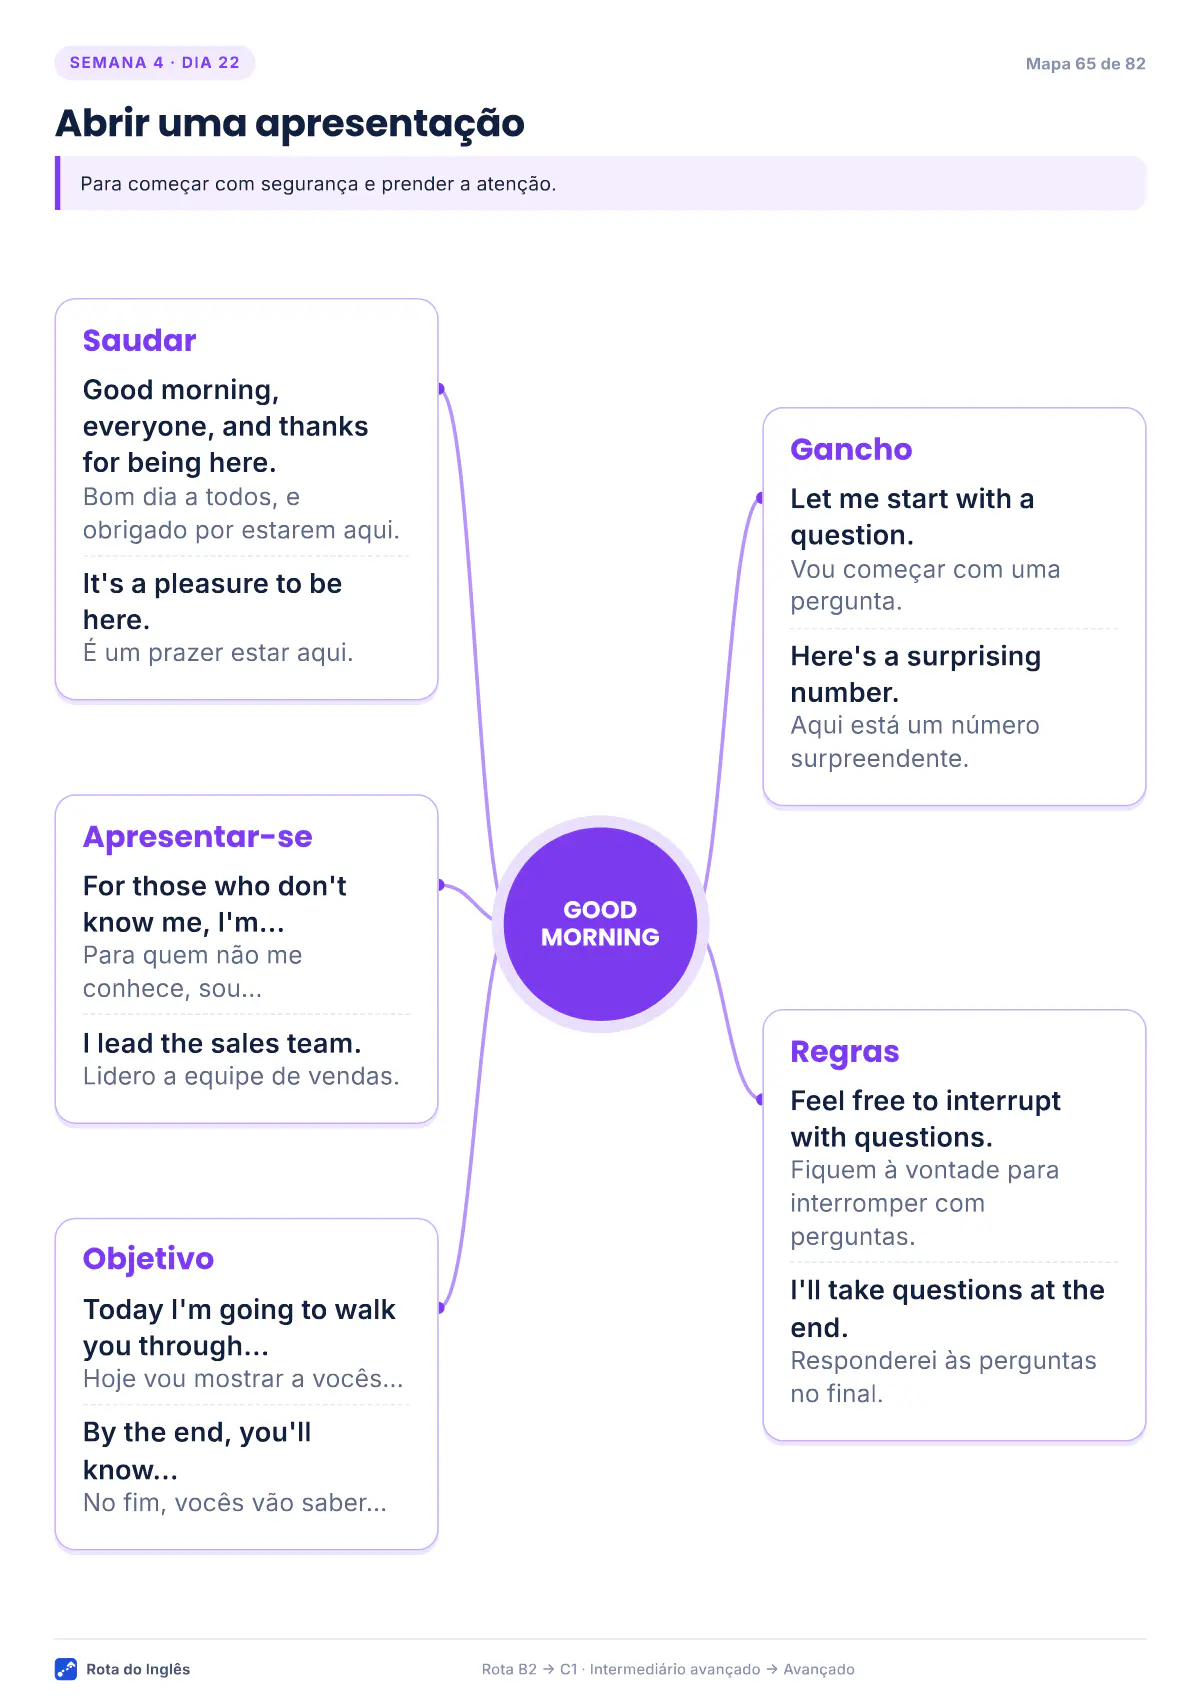 SEMANA 4 · DIA 22
Mapa 65 de 82
Abrir uma apresentação
Para começar com segurança e prender a atenção.
Saudar
Good morning,
everyone, and thanks
for being here.
Bom dia a todos, e
obrigado por estarem aqui.
It's a pleasure to be
here.
É um prazer estar aqui.
Apresentar-se
For those who don't
know me, I'm...
Para quem não me
conhece, sou...
I lead the sales team.
Lidero a equipe de vendas.
Objetivo
Today I'm going to walk
you through...
Hoje vou mostrar a vocês...
By the end, you'll
know...
No fim, vocês vão saber...
GOOD
MORNING
Gancho
Let me start with a
question.
Vou começar com uma
pergunta.
Here's a surprising
number.
Aqui está um número
surpreendente.
Regras
Feel free to interrupt
with questions.
Fiquem à vontade para
interromper com
perguntas.
I'll take questions at the
end.
Responderei às perguntas
no final.
Rota do Inglês
Rota B2 → C1 · Intermediário avançado → Avançado